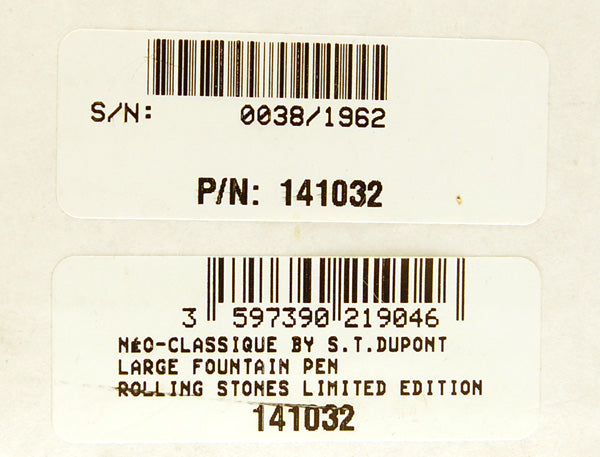 S/N: 0038/1962
P/N: 141032
3 597390 219046
NÉO-CLASSIQUE BY S.T.DUPONT
LARGE FOUNTAIN PEN
ROLLING STONES LIMITED EDITION
141032